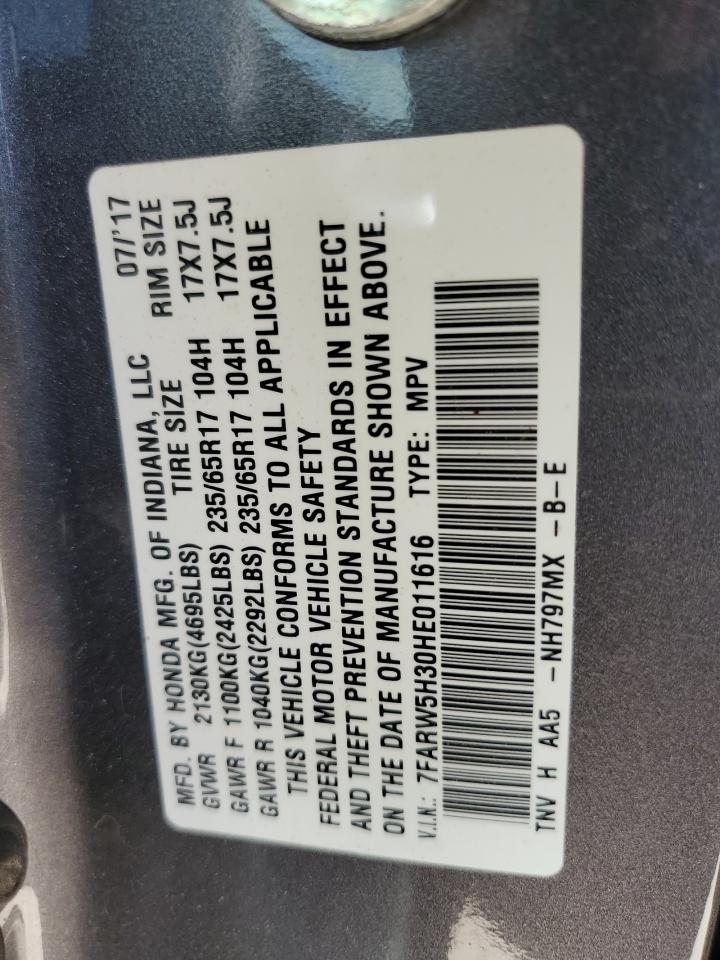 MFD. BY HONDA MFG. OF INDIANA, LLC 07/'17
GVWR 2130KG(4695LBS) TIRE SIZE RIM SIZE
GAWR F 1100KG(2425LBS) 235/65R17 104H 17X7.5J
GAWR R 1040KG(2292LBS) 235/65R17 104H 17X7.5J
THIS VEHICLE CONFORMS TO ALL APPLICABLE
FEDERAL MOTOR VEHICLE SAFETY
AND THEFT PREVENTION STANDARDS IN EFFECT
ON THE DATE OF MANUFACTURE SHOWN ABOVE.
V.I.N.: 7FARW5H30HE011616 TYPE: MPV
TNV H AA5 -NH797MX -B-E